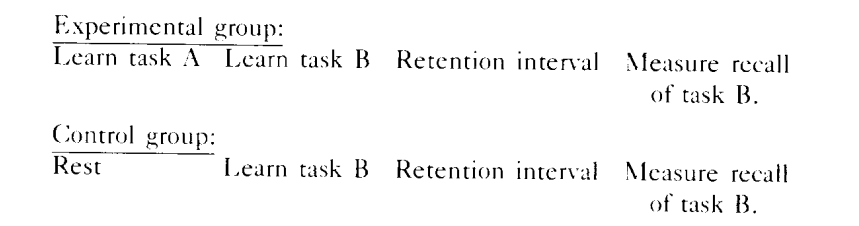 Experimental group:
Learn task A Learn task B Retention interval Measure recall
of task B.
Control group:
Rest Learn task B Retention interval Measure recall
of task B.